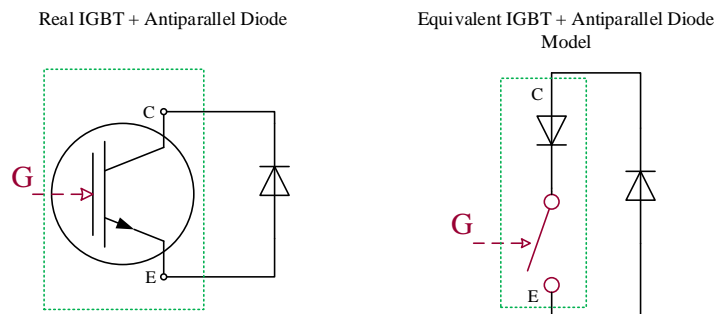 Real IGBT + Antiparallel Diode
C
G
E
Equivalent IGBT + Antiparallel Diode
Model
C
G
E